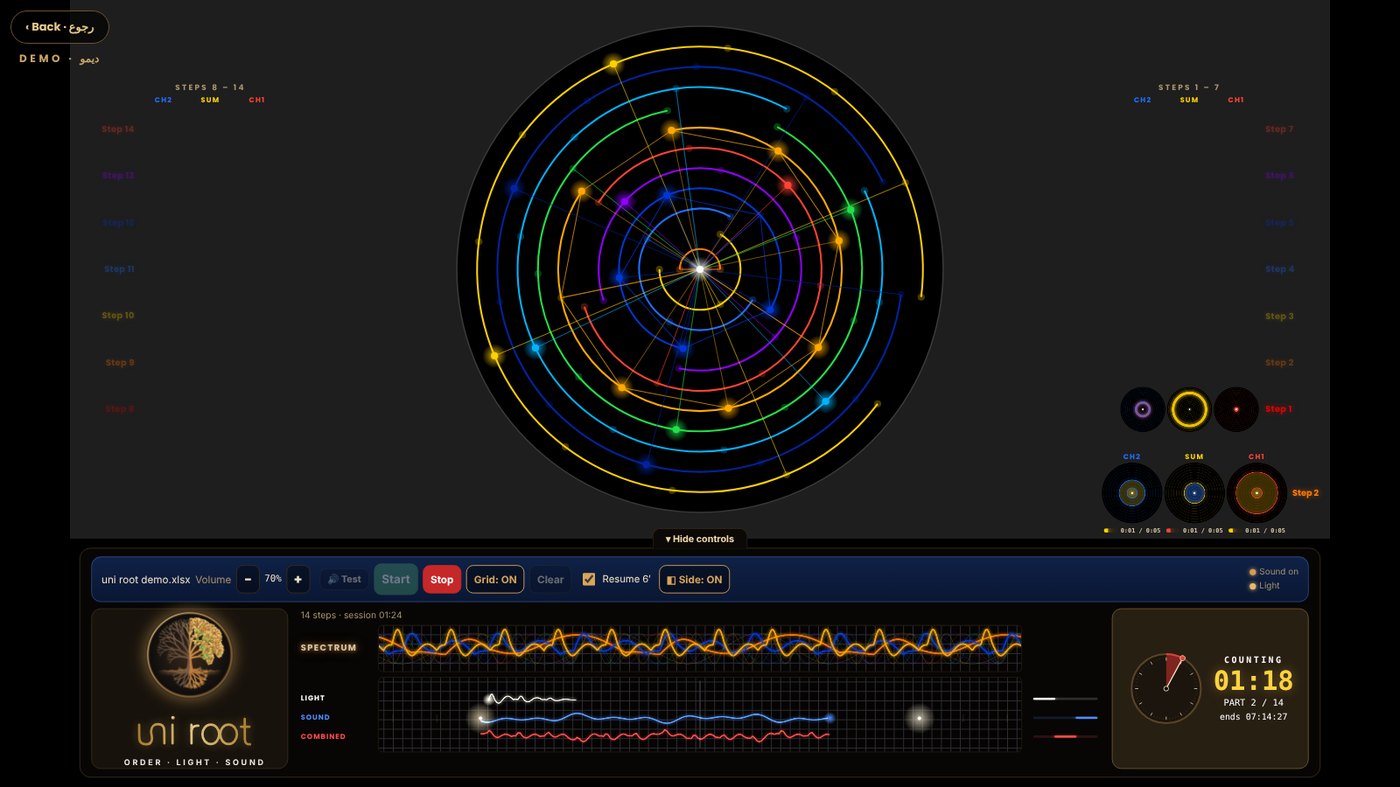 ‹ Back · رجوع
DEMO · ديمو
STEPS 8 – 14
CH2 SUM CH1
Step 14
Step 13
Step 12
Step 11
Step 10
Step 9
Step 8
STEPS 1 – 7
CH2 SUM CH1
Step 7
Step 6
Step 5
Step 4
Step 3
Step 2
Step 1
CH2 SUM CH1
Step 2
0:01 / 0:05 0:01 / 0:05 0:01 / 0:05
▾ Hide controls
uni root demo.xlsx Volume − 70% + 🔊 Test Start Stop Grid: ON Clear Resume 6' ◧ Side: ON
Sound on
Light
uni root
ORDER · LIGHT · SOUND
14 steps · session 01:24
SPECTRUM
LIGHT
SOUND
COMBINED
COUNTING
01:18
PART 2 / 14
ends 07:14:27